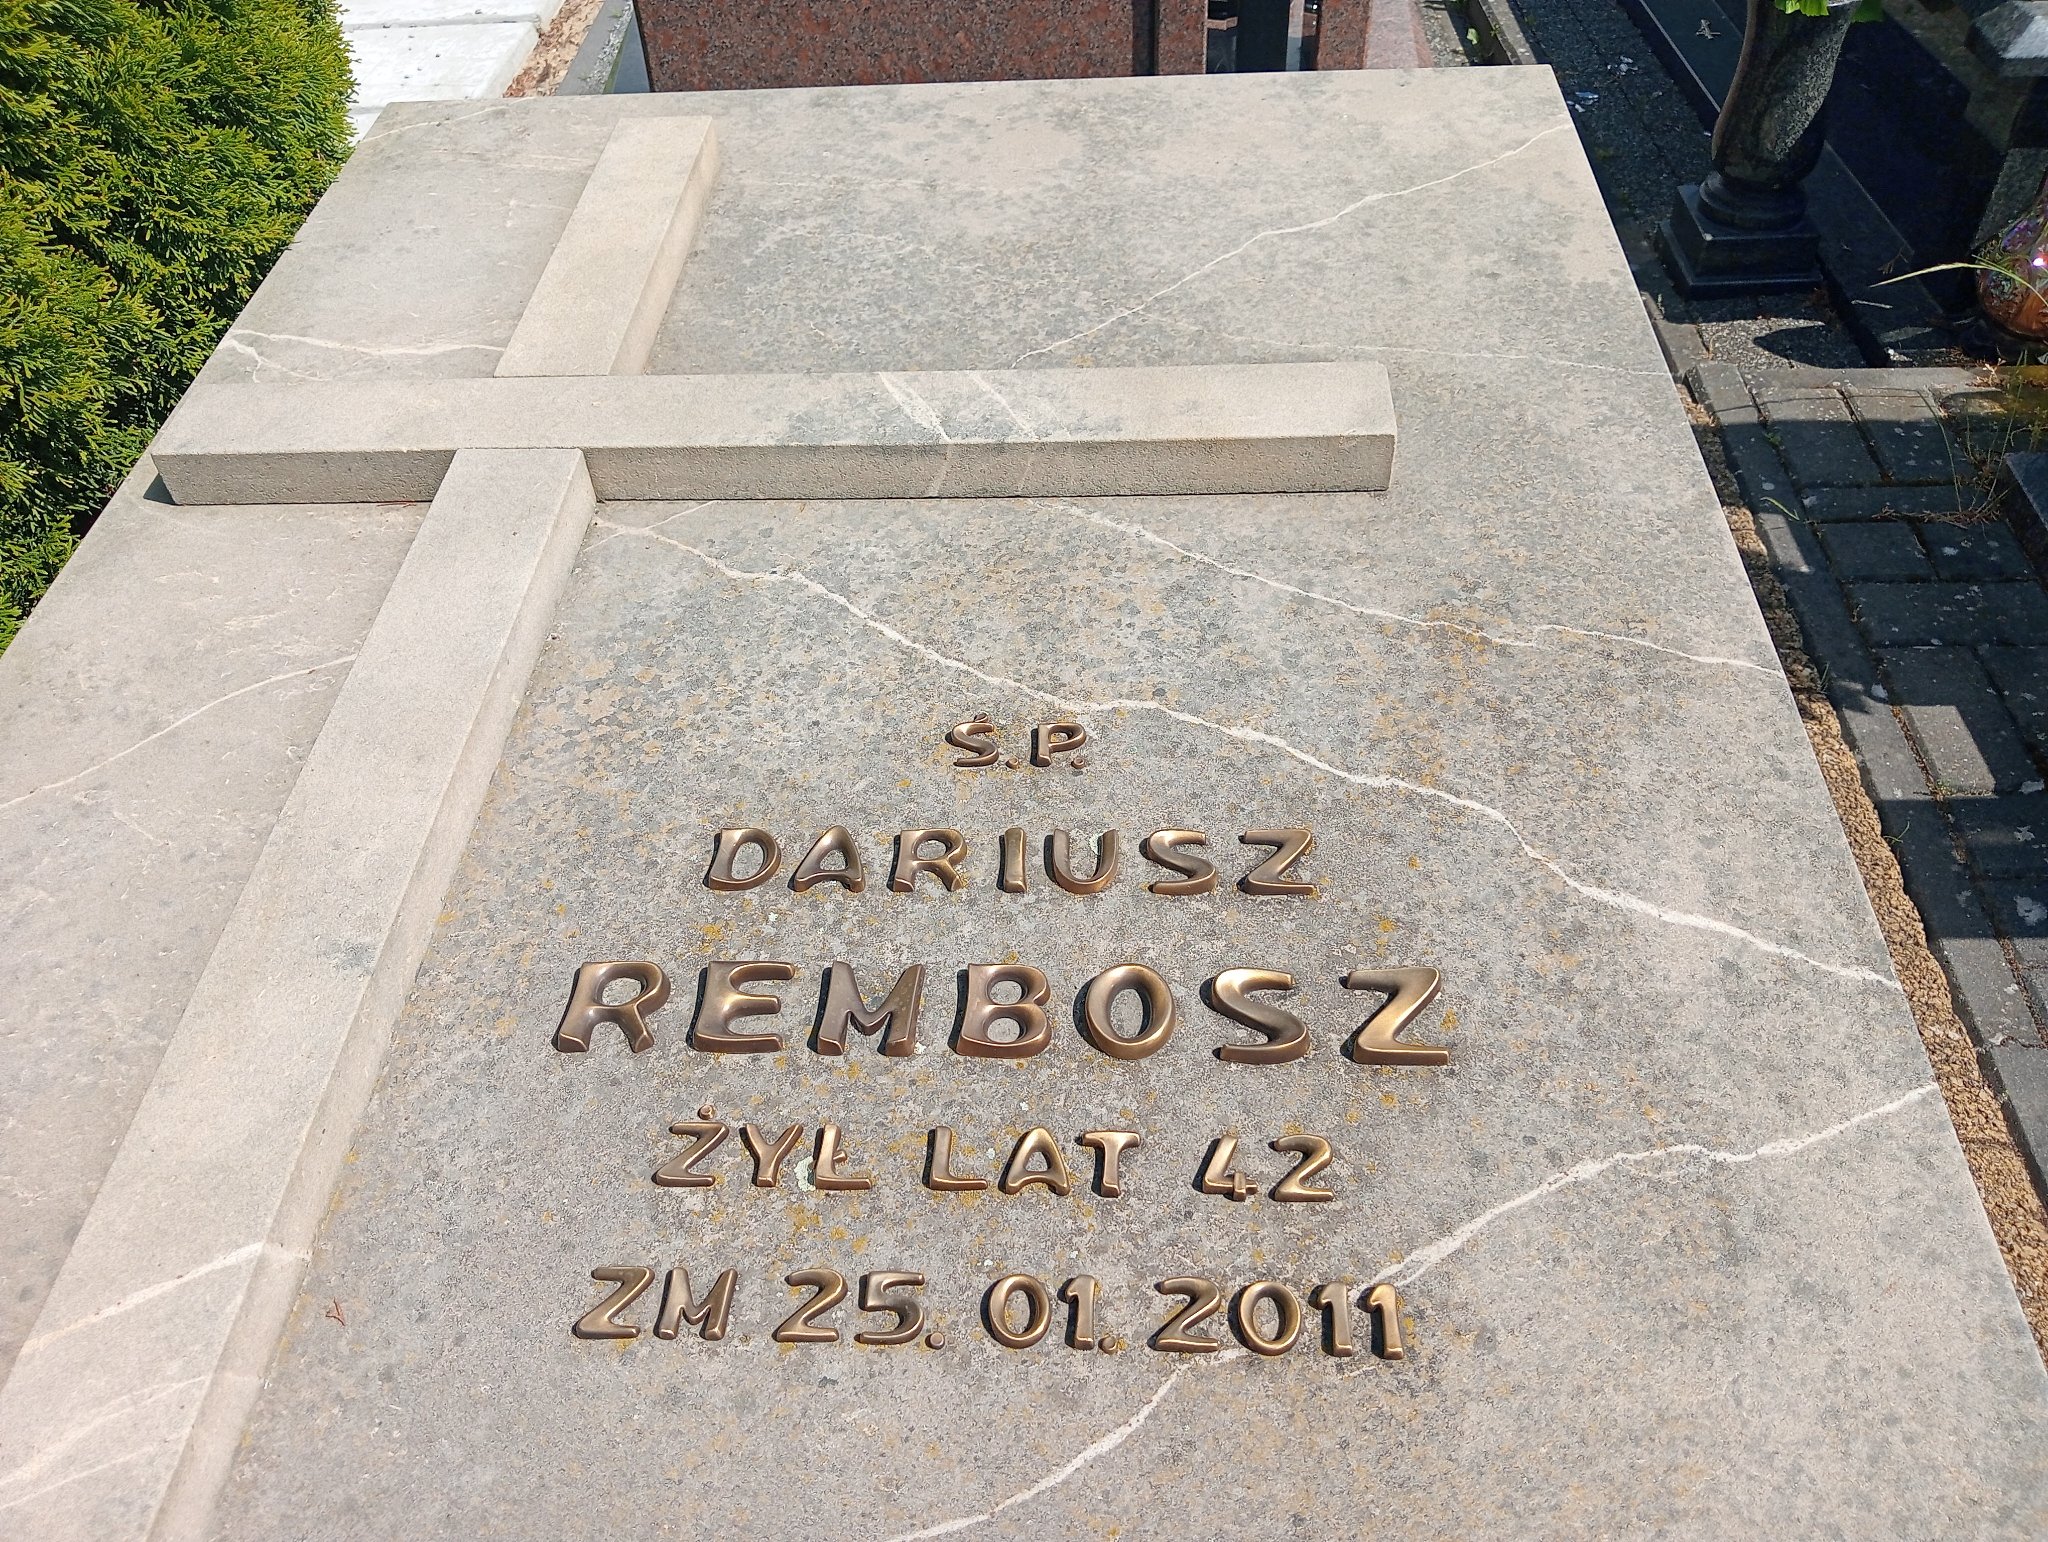 Ś.P.
DARIUSZ
REMBOSZ
ŻYŁ LAT 42
ZM 25.01.2011